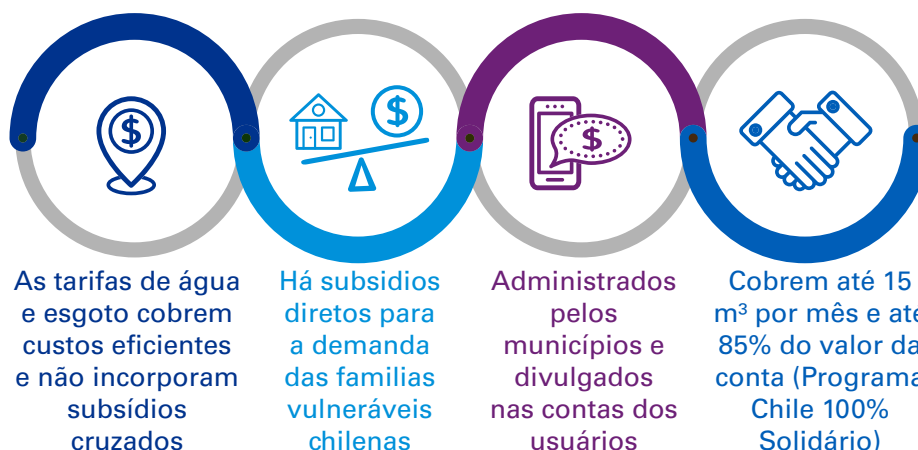 As tarifas de água
e esgoto cobrem
custos eficientes
e não incorporam
subsídios
cruzados
Há subsidios
diretos para
a demanda
das familias
vulneráveis
chilenas
Administrados
pelos
municípios e
divulgados
nas contas dos
usuários
Cobrem até 15
m³ por mês e até
85% do valor da
conta (Programa
Chile 100%
Solidário)
$
$
$